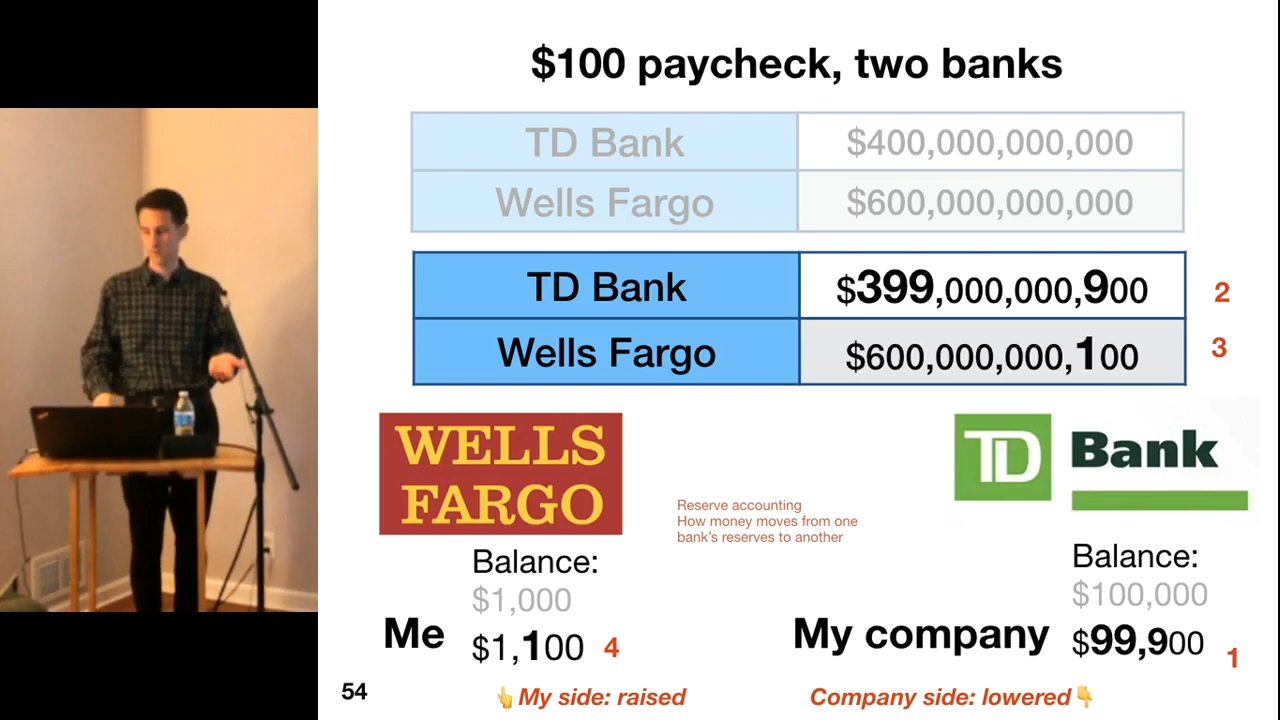 $100 paycheck, two banks
TD Bank $400,000,000,000
Wells Fargo $600,000,000,000
TD Bank $399,000,000,900 2
Wells Fargo $600,000,000,100 3
WELLS
FARGO
TD Bank
Reserve accounting
How money moves from one
bank's reserves to another
Balance:
$1,000
Me $1,100 4
Balance:
$100,000
My company $99,900 1
54
👆 My side: raised
Company side: lowered👇